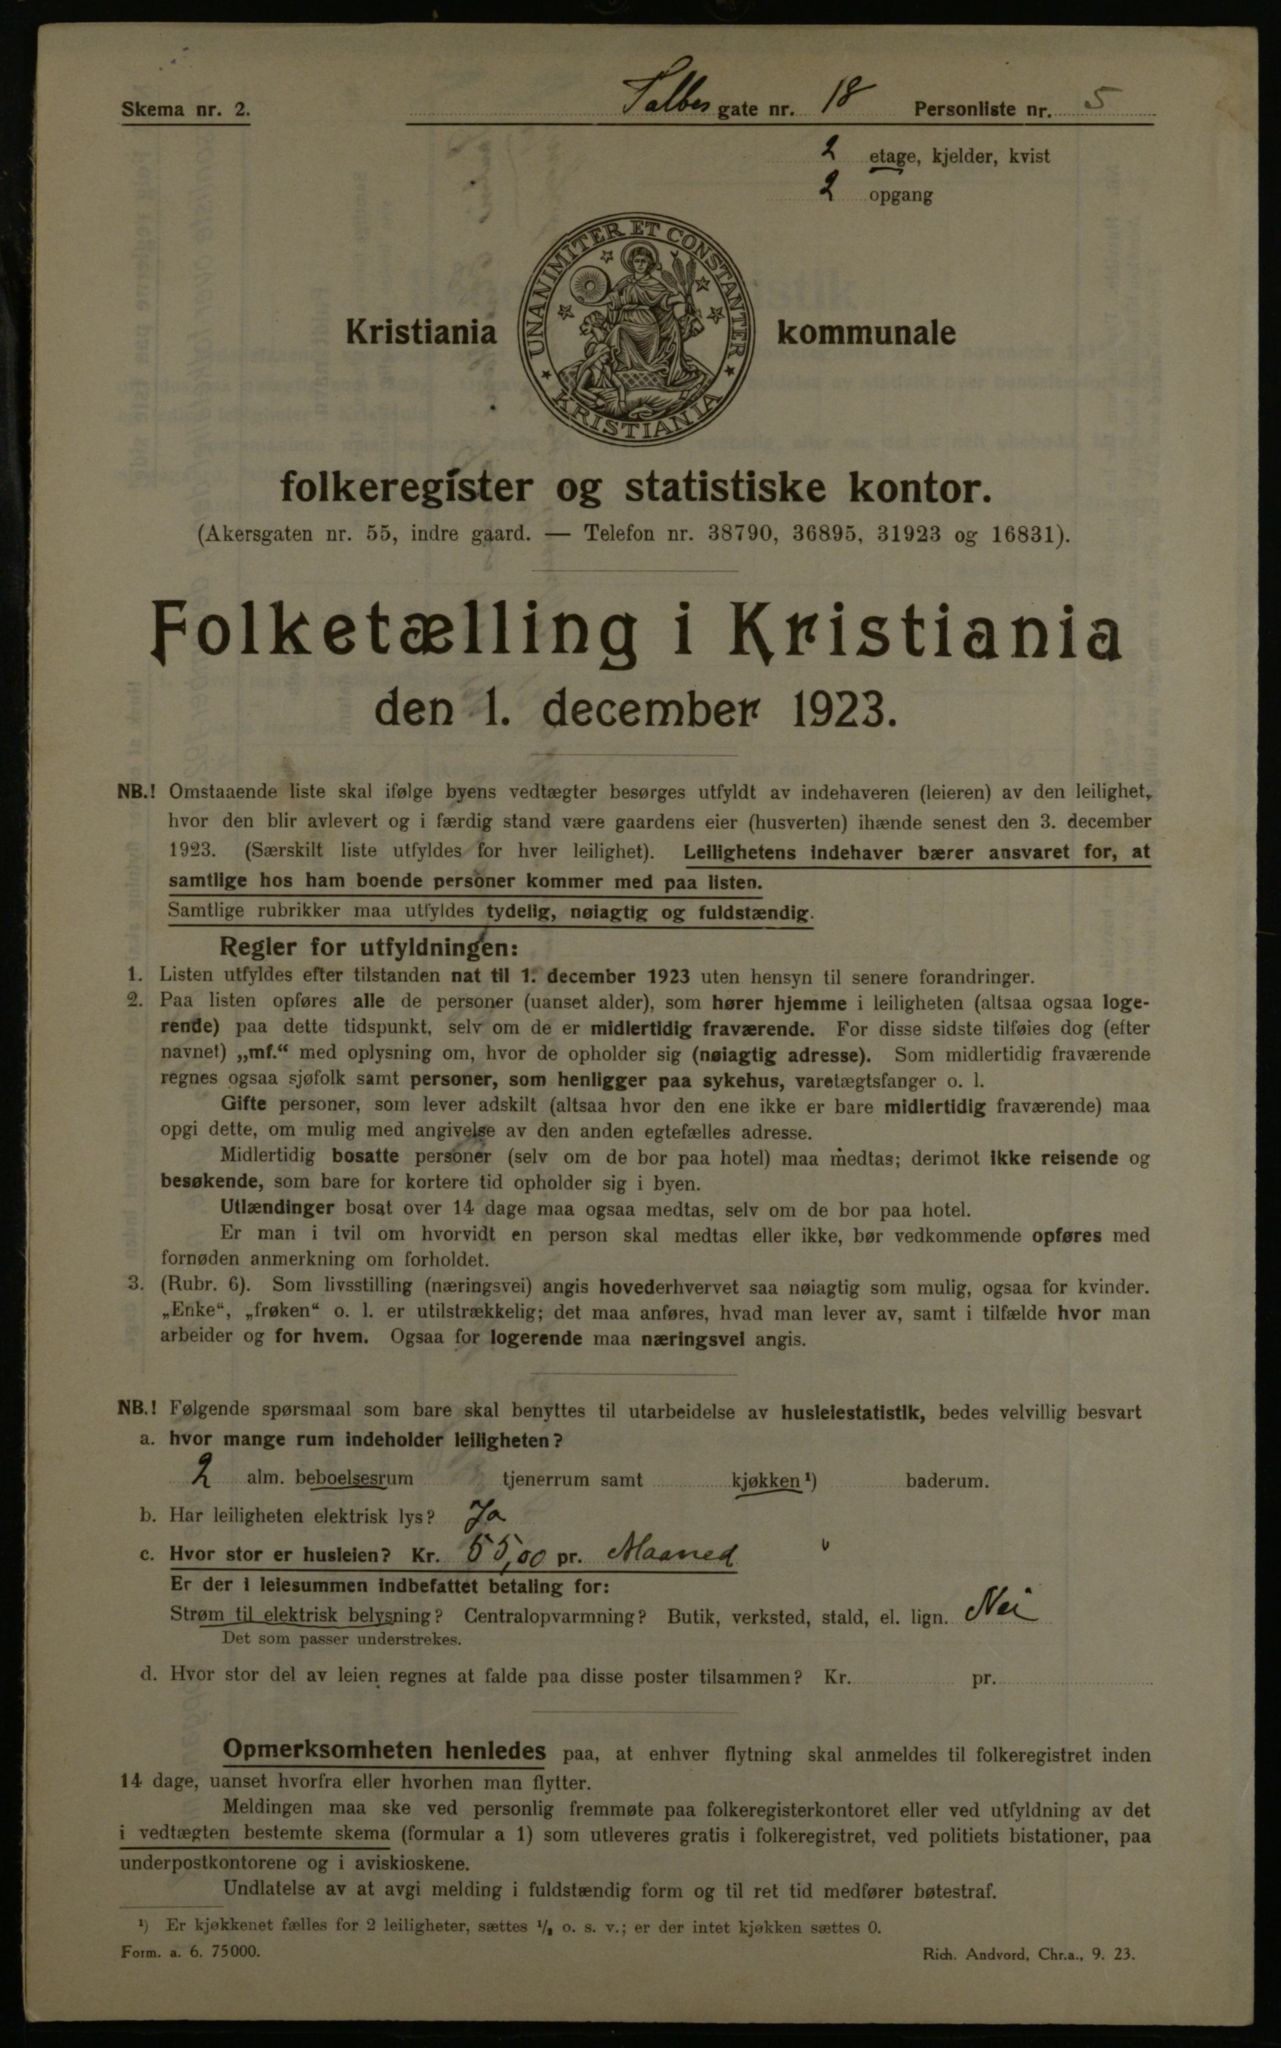 Skema nr. 2.
Falbes gate nr. 18 Personliste nr. 5
2 etage, kjelder, kvist
2 opgang
UNANIMITER ET CONSTANTER
KRISTIANIA
Kristiania kommunale
folkeregister og statistiske kontor.
(Akersgaten nr. 55, indre gaard. — Telefon nr. 38790, 36895, 31923 og 16831).
Folketælling i Kristiania
den 1. december 1923.
NB.! Omstaaende liste skal ifølge byens vedtægter besørges utfyldt av indehaveren (leieren) av den leilighet,
hvor den blir avlevert og i færdig stand være gaardens eier (husverten) ihænde senest den 3. december
1923. (Særskilt liste utfyldes for hver leilighet). Leilighetens indehaver bærer ansvaret for, at
samtlige hos ham boende personer kommer med paa listen.
Samtlige rubrikker maa utfyldes tydelig, nøiagtig og fuldstændig.
Regler for utfyldningen:
1. Listen utfyldes efter tilstanden nat til 1. december 1923 uten hensyn til senere forandringer.
2. Paa listen opføres alle de personer (uanset alder), som hører hjemme i leiligheten (altsaa ogsaa loge-
rende) paa dette tidspunkt, selv om de er midlertidig fraværende. For disse sidste tilføies dog (efter
navnet) „mf.“ med oplysning om, hvor de opholder sig (nøiagtig adresse). Som midlertidig fraværende
regnes ogsaa sjøfolk samt personer, som henligger paa sykehus, varetægtsfanger o. l.
Gifte personer, som lever adskilt (altsaa hvor den ene ikke er bare midlertidig fraværende) maa
opgi dette, om mulig med angivelse av den anden egtefælles adresse.
Midlertidig bosatte personer (selv om de bor paa hotel) maa medtas; derimot ikke reisende og
besøkende, som bare for kortere tid opholder sig i byen.
Utlændinger bosat over 14 dage maa ogsaa medtas, selv om de bor paa hotel.
Er man i tvil om hvorvidt en person skal medtas eller ikke, bør vedkommende opføres med
fornøden anmerkning om forholdet.
3. (Rubr. 6). Som livsstilling (næringsvei) angis hovederhvervet saa nøiagtig som mulig, ogsaa for kvinder.
„Enke“, „frøken“ o. l. er utilstrækkelig; det maa anføres, hvad man lever av, samt i tilfælde hvor man
arbeider og for hvem. Ogsaa for logerende maa næringsvei angis.
NB.! Følgende spørsmaal som bare skal benyttes til utarbeidelse av husleiestatistik, bedes velvillig besvart
a. hvor mange rum indeholder leiligheten?
2 alm. beboelsesrum tjenerrum samt kjøkken ¹) baderum.
b. Har leiligheten elektrisk lys? Ja
c. Hvor stor er husleien? Kr. 55,00 pr. Maaned
Er der i leiesummen indbefattet betaling for:
Strøm til elektrisk belysning? Centralopvarmning? Butik, verksted, stald, el. lign. Nei
Det som passer understrekes.
d. Hvor stor del av leien regnes at falde paa disse poster tilsammen? Kr. pr.
Opmerksomheten henledes paa, at enhver flytning skal anmeldes til folkeregistret inden
14 dage, uanset hvorfra eller hvorhen man flytter.
Meldingen maa ske ved personlig fremmøte paa folkeregisterkontoret eller ved utfyldning av det
i vedtægten bestemte skema (formular a 1) som utleveres gratis i folkeregistret, ved politiets bistationer, paa
underpostkontorene og i aviskioskene.
Undlatelse av at avgi melding i fuldstændig form og til ret tid medfører bøtestraf.
¹) Er kjøkkenet fælles for 2 leiligheter, sættes ½ o. s. v.; er der intet kjøkken sættes 0.
Form. a. 6. 75000. Rich. Andvord, Chr.a., 9. 23.